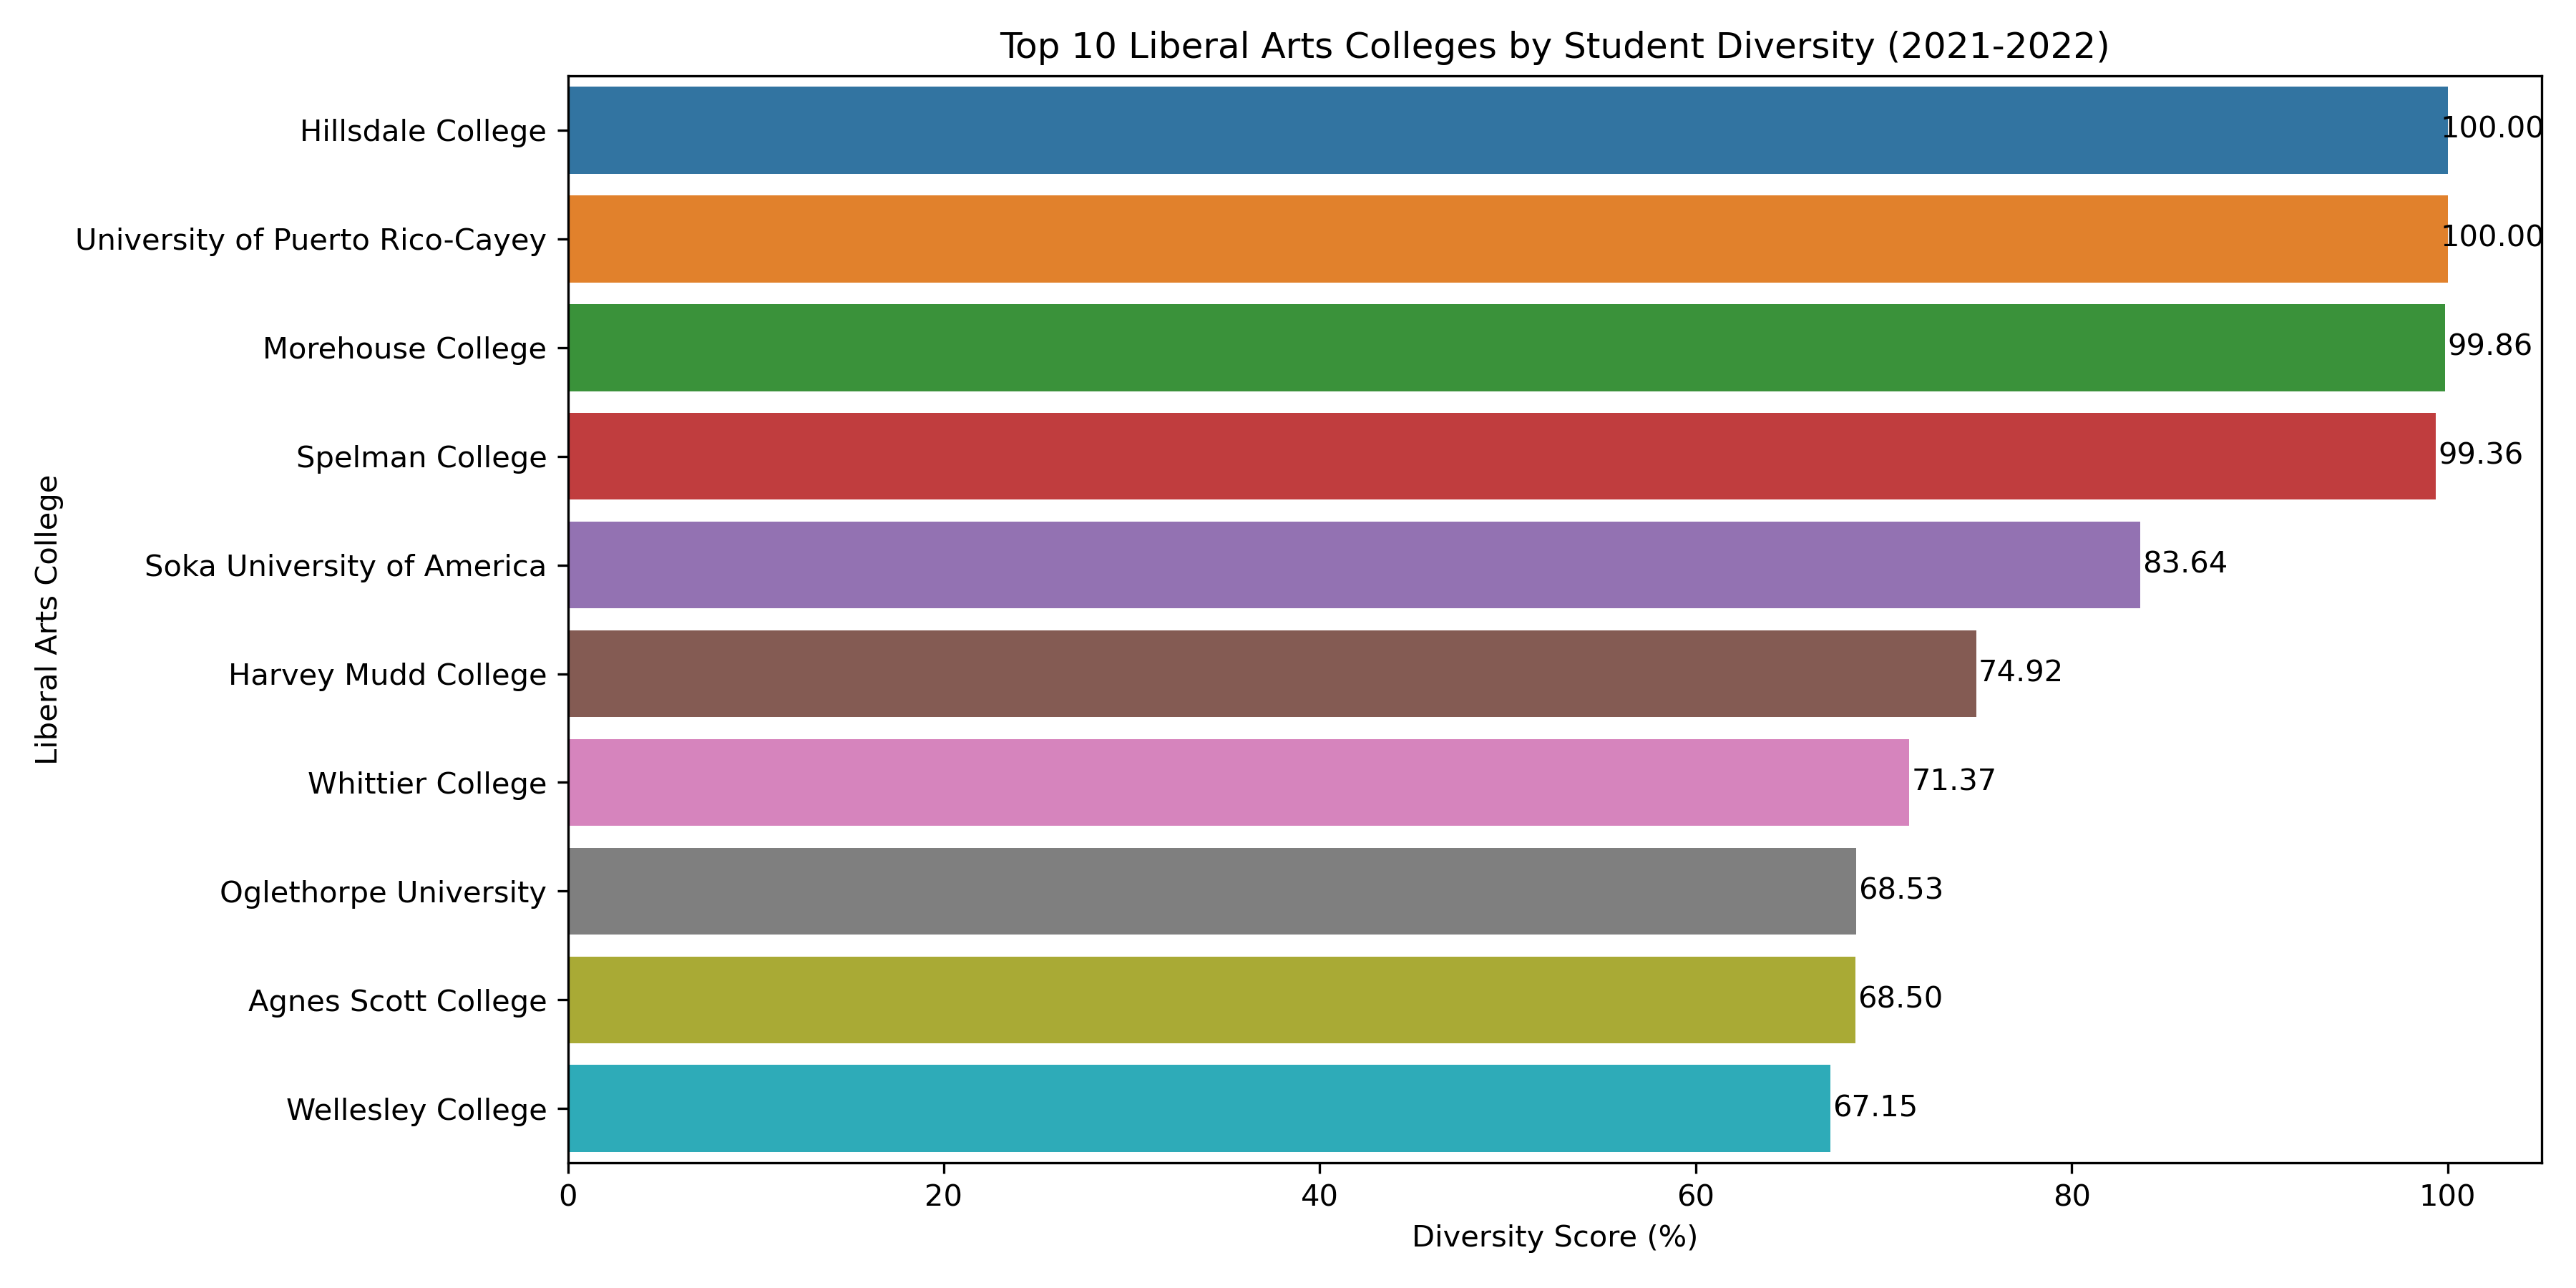 Top 10 Liberal Arts Colleges by Student Diversity (2021-2022)
Liberal Arts College
Hillsdale College
100.00
University of Puerto Rico-Cayey
100.00
Morehouse College
99.86
Spelman College
99.36
Soka University of America
83.64
Harvey Mudd College
74.92
Whittier College
71.37
Oglethorpe University
68.53
Agnes Scott College
68.50
Wellesley College
67.15
0 20 40 60 80 100
Diversity Score (%)